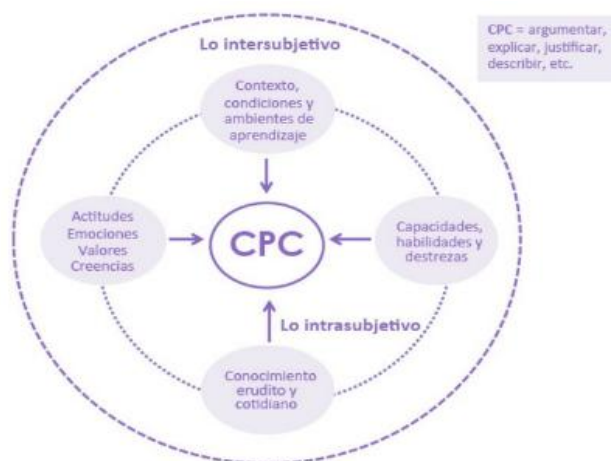 Lo intersubjetivo
CPC = argumentar,
explicar, justificar,
describir, etc.
Contexto,
condiciones y
ambientes de
aprendizaje
Actitudes
Emociones
Valores
Creencias
CPC
Capacidades,
habilidades y
destrezas
Lo intrasubjetivo
Conocimiento
erudito y
cotidiano